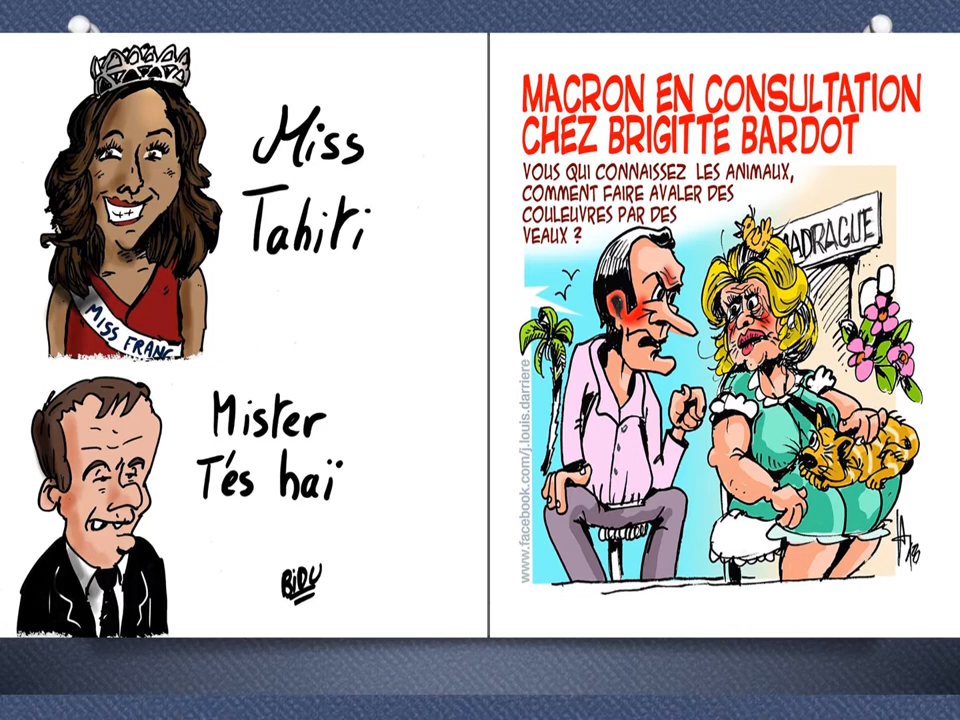 Miss
Tahiti
MISS FRANC
Mister
T'és haï
BiDU
MACRON EN CONSULTATION
CHEZ BRIGITTE BARDOT
VOUS QUI CONNAISSEZ LES ANIMAUX,
COMMENT FAIRE AVALER DES
COULEUVRES PAR DES
VEAUX ?
MADRAGUE
www.facebook.com/j.louis.darriere